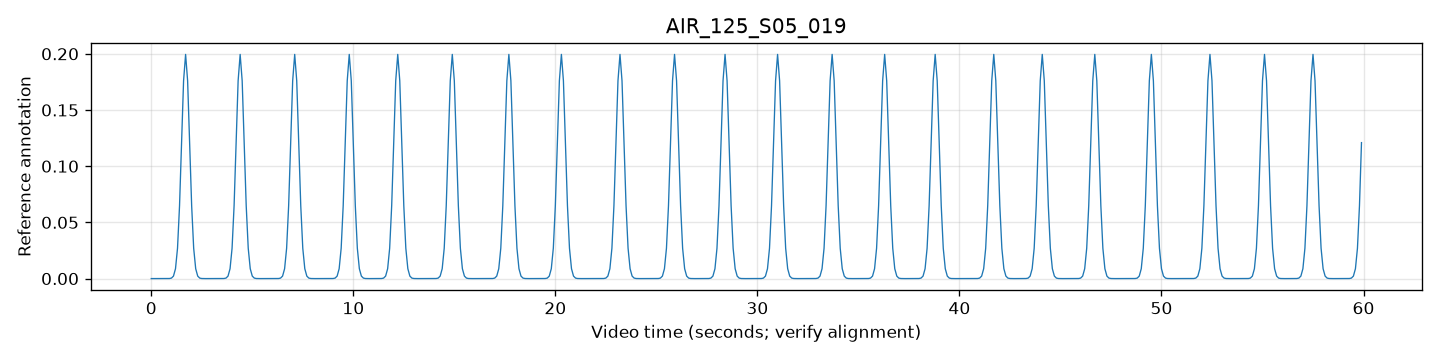 AIR_125_S05_019
Reference annotation
0.20
0.15
0.10
0.05
0.00
0 10 20 30 40 50 60
Video time (seconds; verify alignment)